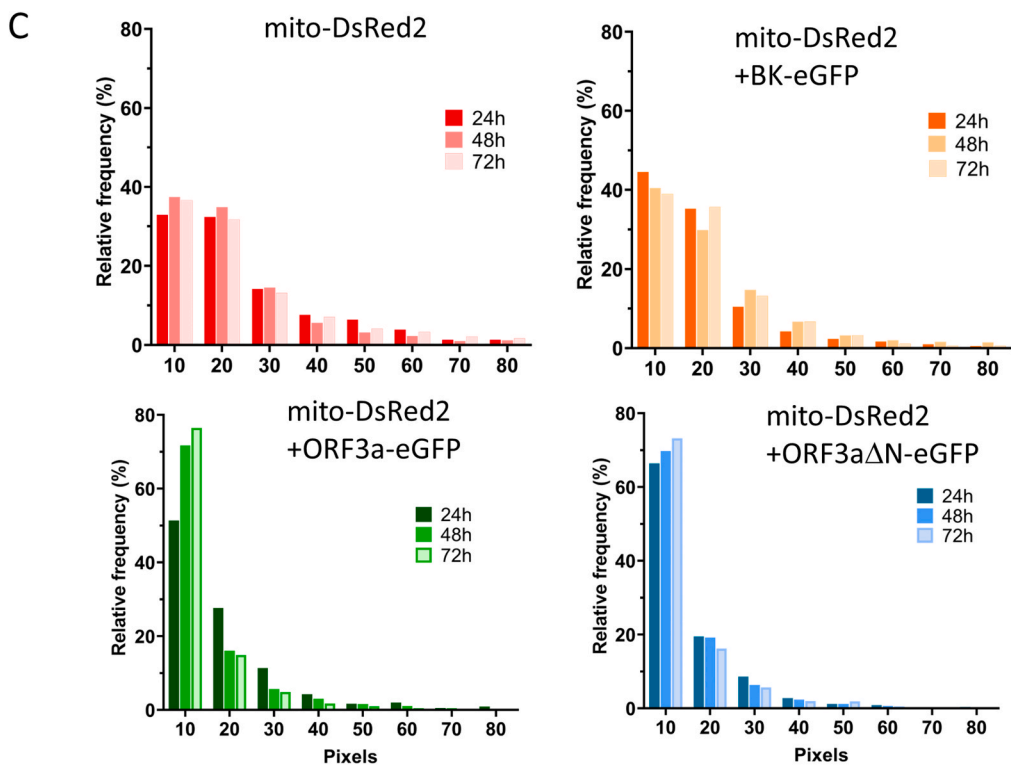 C
mito-DsRed2
Relative frequency (%)
80
60
40
20
0
24h
48h
72h
10 20 30 40 50 60 70 80
mito-DsRed2
+BK-eGFP
Relative frequency (%)
80
60
40
20
0
24h
48h
72h
10 20 30 40 50 60 70 80
mito-DsRed2
+ORF3a-eGFP
Relative frequency (%)
80
60
40
20
0
24h
48h
72h
10 20 30 40 50 60 70 80
Pixels
mito-DsRed2
+ORF3aΔN-eGFP
Relative frequency (%)
80
60
40
20
0
24h
48h
72h
10 20 30 40 50 60 70 80
Pixels